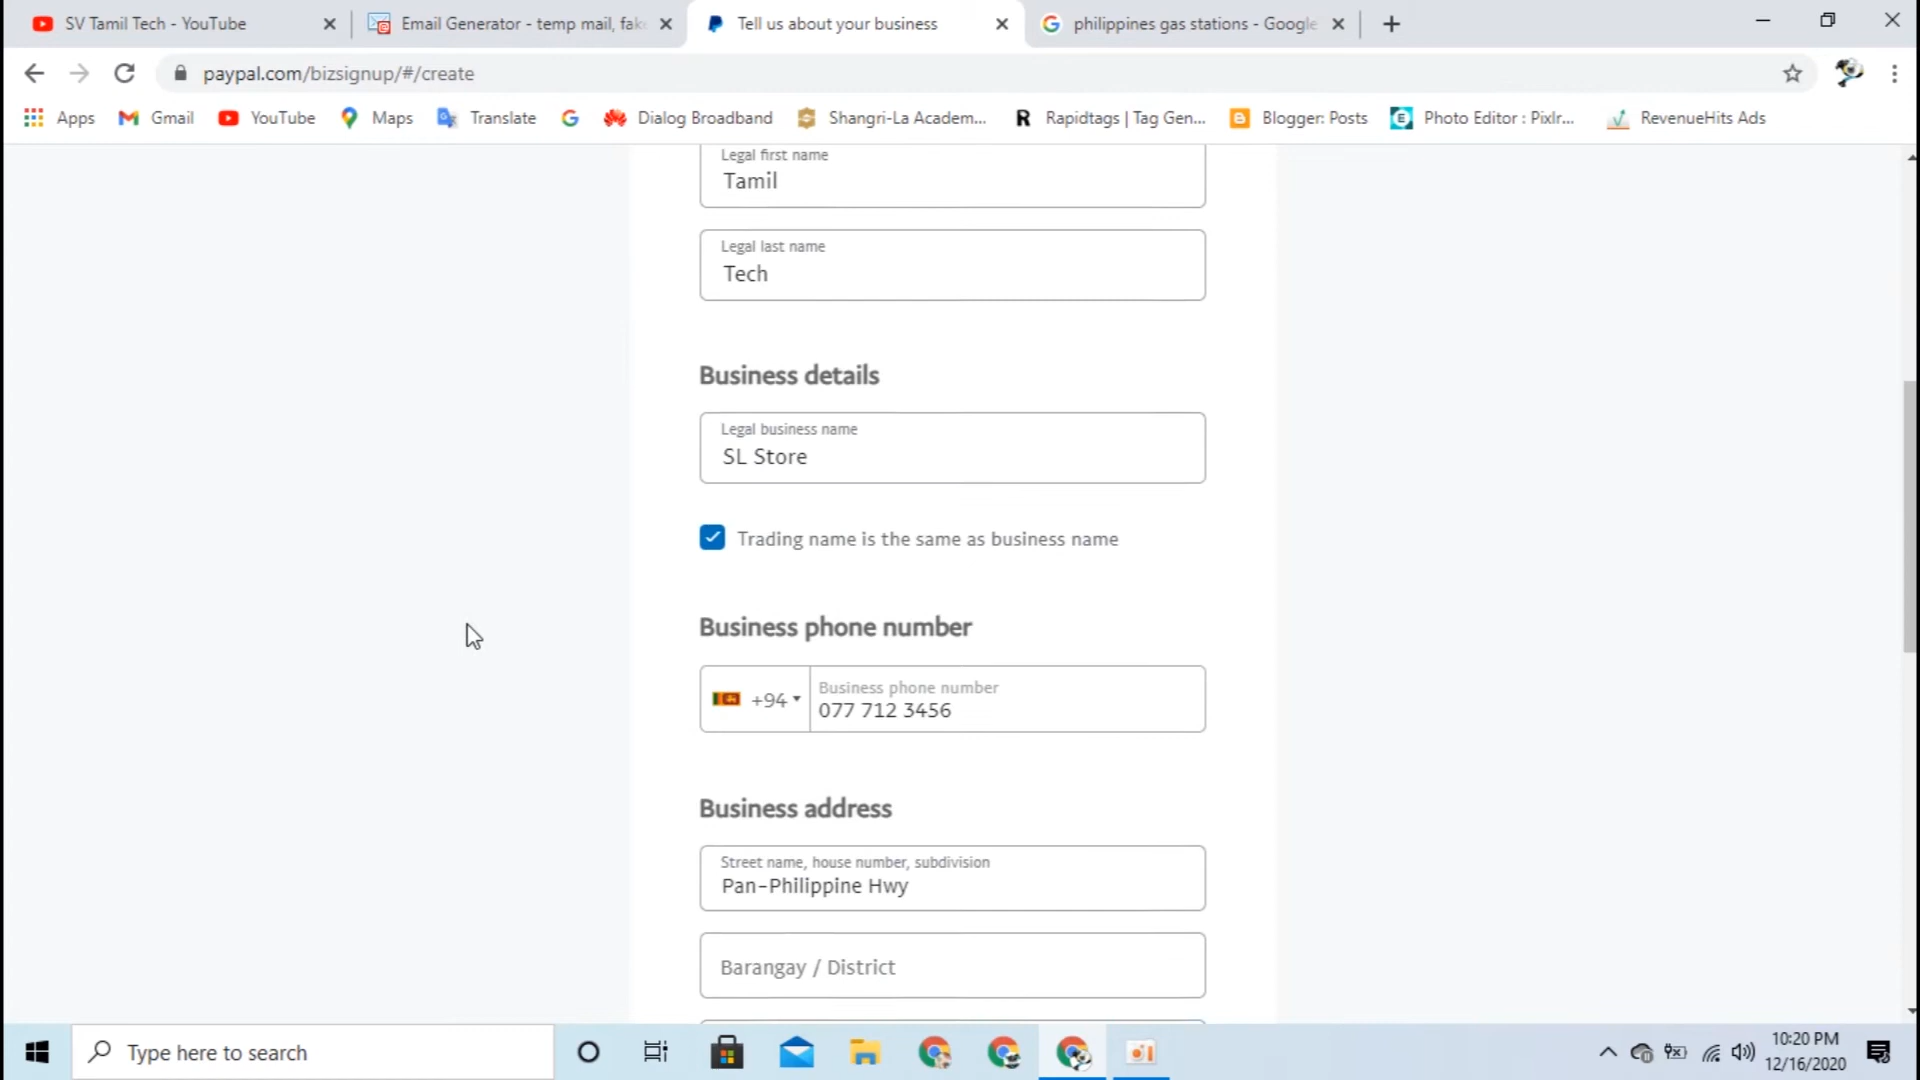 SV Tamil Tech - YouTube
Email Generator - temp mail, fak
Tell us about your business
philippines gas stations - Google
paypal.com/bizsignup/#/create
Apps
Gmail
YouTube
Maps
Translate
Dialog Broadband
Shangri-La Academ...
Rapidtags | Tag Gen...
Blogger: Posts
Photo Editor : Pixlr...
RevenueHits Ads
Legal first name
Tamil
Legal last name
Tech
Business details
Legal business name
SL Store
Trading name is the same as business name
Business phone number
+94
Business phone number
077 712 3456
Business address
Street name, house number, subdivision
Pan-Philippine Hwy
Barangay / District
Type here to search
10:20 PM
12/16/2020